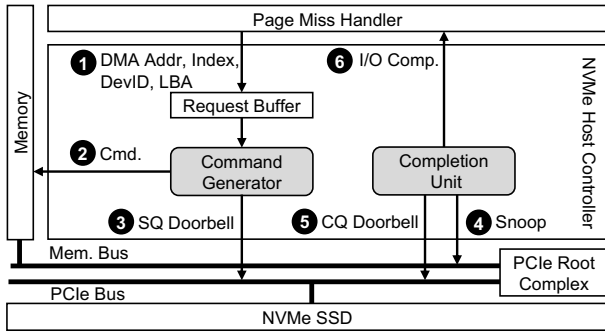 Page Miss Handler
1 DMA Addr, Index,
DevID, LBA
6 I/O Comp.
Request Buffer
Memory
NVMe Host Controller
2 Cmd.
Command
Generator
Completion
Unit
3 SQ Doorbell
5 CQ Doorbell
4 Snoop
Mem. Bus
PCIe Root
Complex
PCIe Bus
NVMe SSD